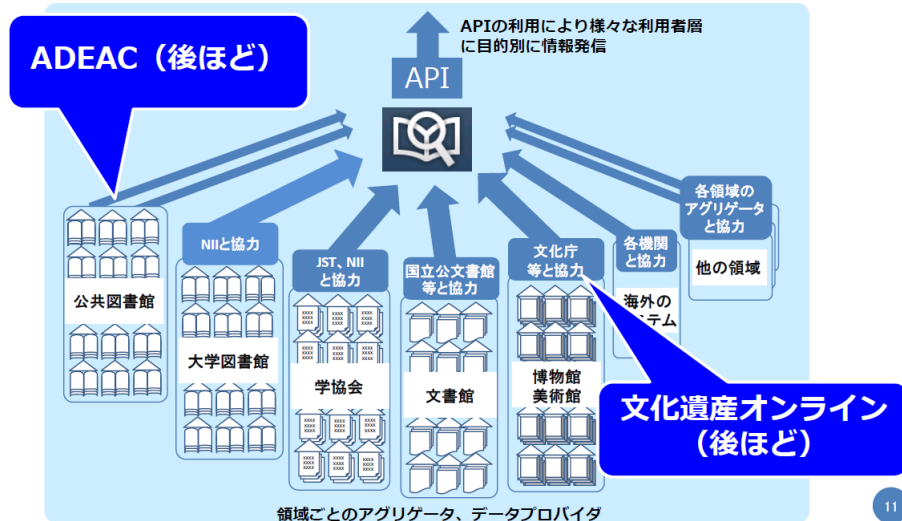 APIの利用により様々な利用者層
に目的別に情報発信
ADEAC（後ほど）
API
各領域の
アグリゲータ
と協力
他の領域
NIIと協力
JST、NII
と協力
国立公文書館
等と協力
文化庁
等と協力
各機関
と協力
公共図書館
大学図書館
学協会
文書館
博物館
美術館
海外の
テム
文化遺産オンライン
（後ほど）
領域ごとのアグリゲータ、データプロバイダ
11